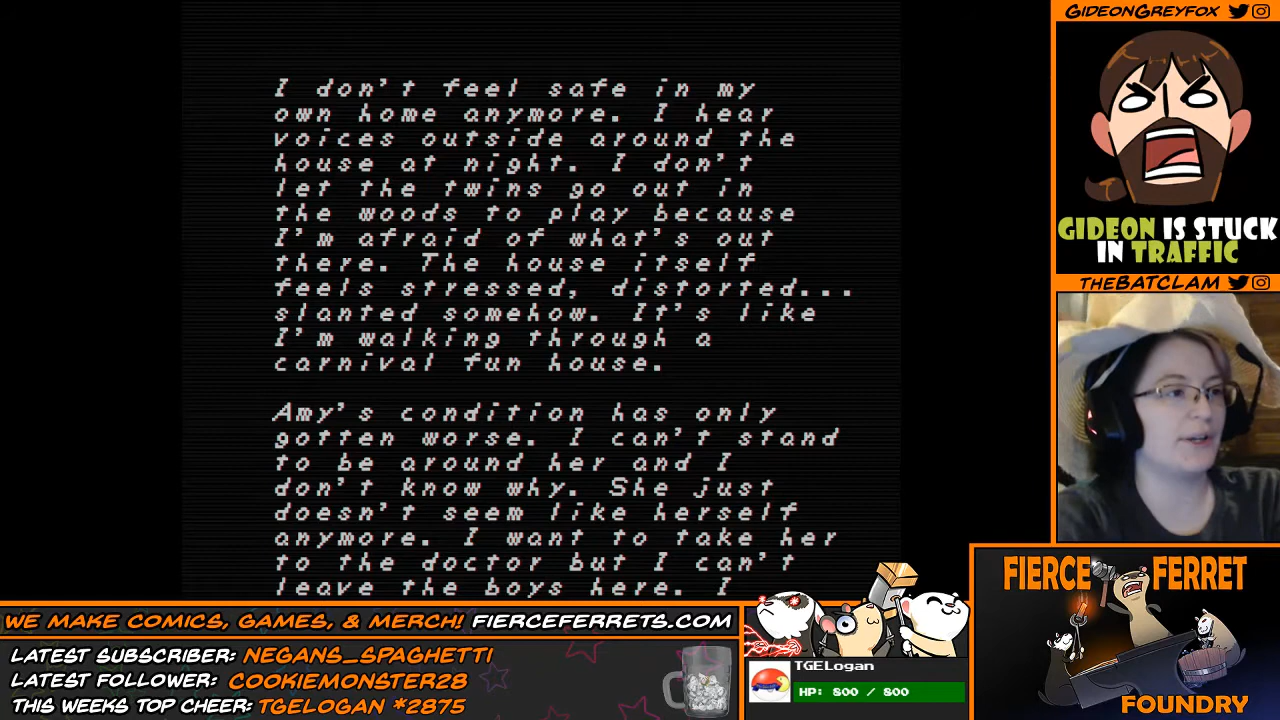 I don't feel safe in my
own home anymore. I hear
voices outside around the
house at night. I don't
let the twins go out in
the woods to play because
I'm afraid of what's out
there. The house itself
feels stressed, distorted...
slanted somehow. It's like
I'm walking through a
carnival fun house.
Amy's condition has only
gotten worse. I can't stand
to be around her and I
don't know why. She just
doesn't seem like herself
anymore. I want to take her
to the doctor but I can't
leave the boys here. I
GIDEONGREYFOX
GIDEON IS STUCK
IN TRAFFIC
THEBATCLAM
FIERCE FERRET
FOUNDRY
WE MAKE COMICS, GAMES, & MERCH! FIERCEFERRETS.COM
LATEST SUBSCRIBER: NEGANS_SPAGHETTI
LATEST FOLLOWER: COOKIEMONSTER28
THIS WEEKS TOP CHEER: TGELOGAN *2875
TGELogan
HP: 800 / 800